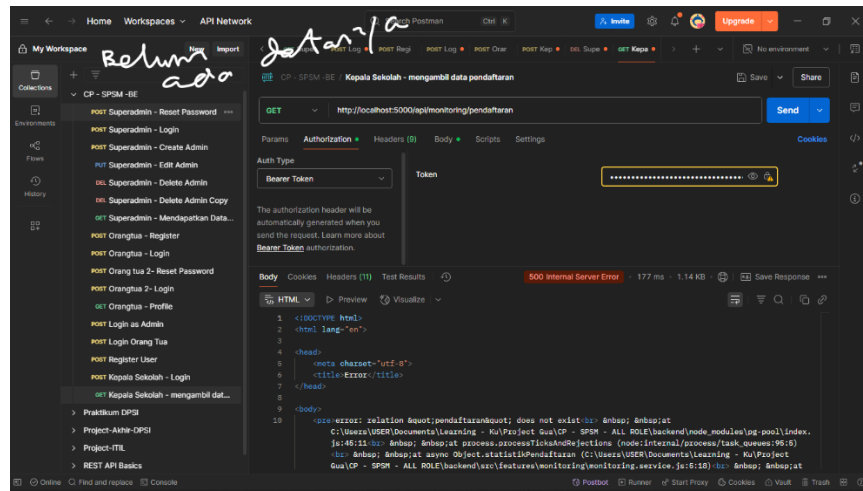 Home Workspaces API Network Search Postman Ctrl K Invite Upgrade
My Workspace New Import
Belum ada datanya
POST Log POST Regi POST Log POST Orar POST Kep DEL Supe GET Kepa No environment
Collections
Environments
Flows
History
CP - SPSM -BE
POST Superadmin - Reset Password
POST Superadmin - Login
POST Superadmin - Create Admin
PUT Superadmin - Edit Admin
DEL Superadmin - Delete Admin
DEL Superadmin - Delete Admin Copy
GET Superadmin - Mendapatkan Data...
POST Orangtua - Register
POST Orangtua - Login
POST Orang tua 2- Reset Password
POST Orangtua 2- Login
GET Orangtua - Profile
POST Login as Admin
POST Login Orang Tua
POST Register User
POST Kepala Sekolah - Login
GET Kepala Sekolah - mengambil dat...
Praktikum DPSI
Project-Akhir-DPSI
Project-ITIL
REST API Basics
CP - SPSM -BE / Kepala Sekolah - mengambil data pendaftaran Save Share
GET http://localhost:5000/api/monitoring/pendaftaran Send
Params Authorization Headers (9) Body Scripts Settings Cookies
Auth Type
Bearer Token
Token
The authorization header will be
automatically generated when you
send the request. Learn more about
Bearer Token authorization.
Body Cookies Headers (11) Test Results 500 Internal Server Error 177 ms 1.14 KB Save Response
HTML Preview Visualize
1 <!DOCTYPE html>
2 <html lang="en">
3
4 <head>
5 <meta charset="utf-8">
6 <title>Error</title>
7 </head>
8
9 <body>
10 <pre>error: relation &quot;pendaftaran&quot; does not exist<br> &nbsp; &nbsp;at
C:\Users\USER\Documents\Learning - Ku\Project Gua\CP - SPSM - ALL ROLE\backend\node_modules\pg-pool\index.
js:45:11<br> &nbsp; &nbsp;at process.processTicksAndRejections (node:internal/process/task_queues:95:5)
<br> &nbsp; &nbsp;at async Object.statistikPendaftaran (C:\Users\USER\Documents\Learning - Ku\Project
Gua\CP - SPSM - ALL ROLE\backend\src\features\monitoring\monitoring.service.js:6:18)<br> &nbsp; &nbsp;at
Online Find and replace Console Postbot Runner Start Proxy Cookies Vault Trash